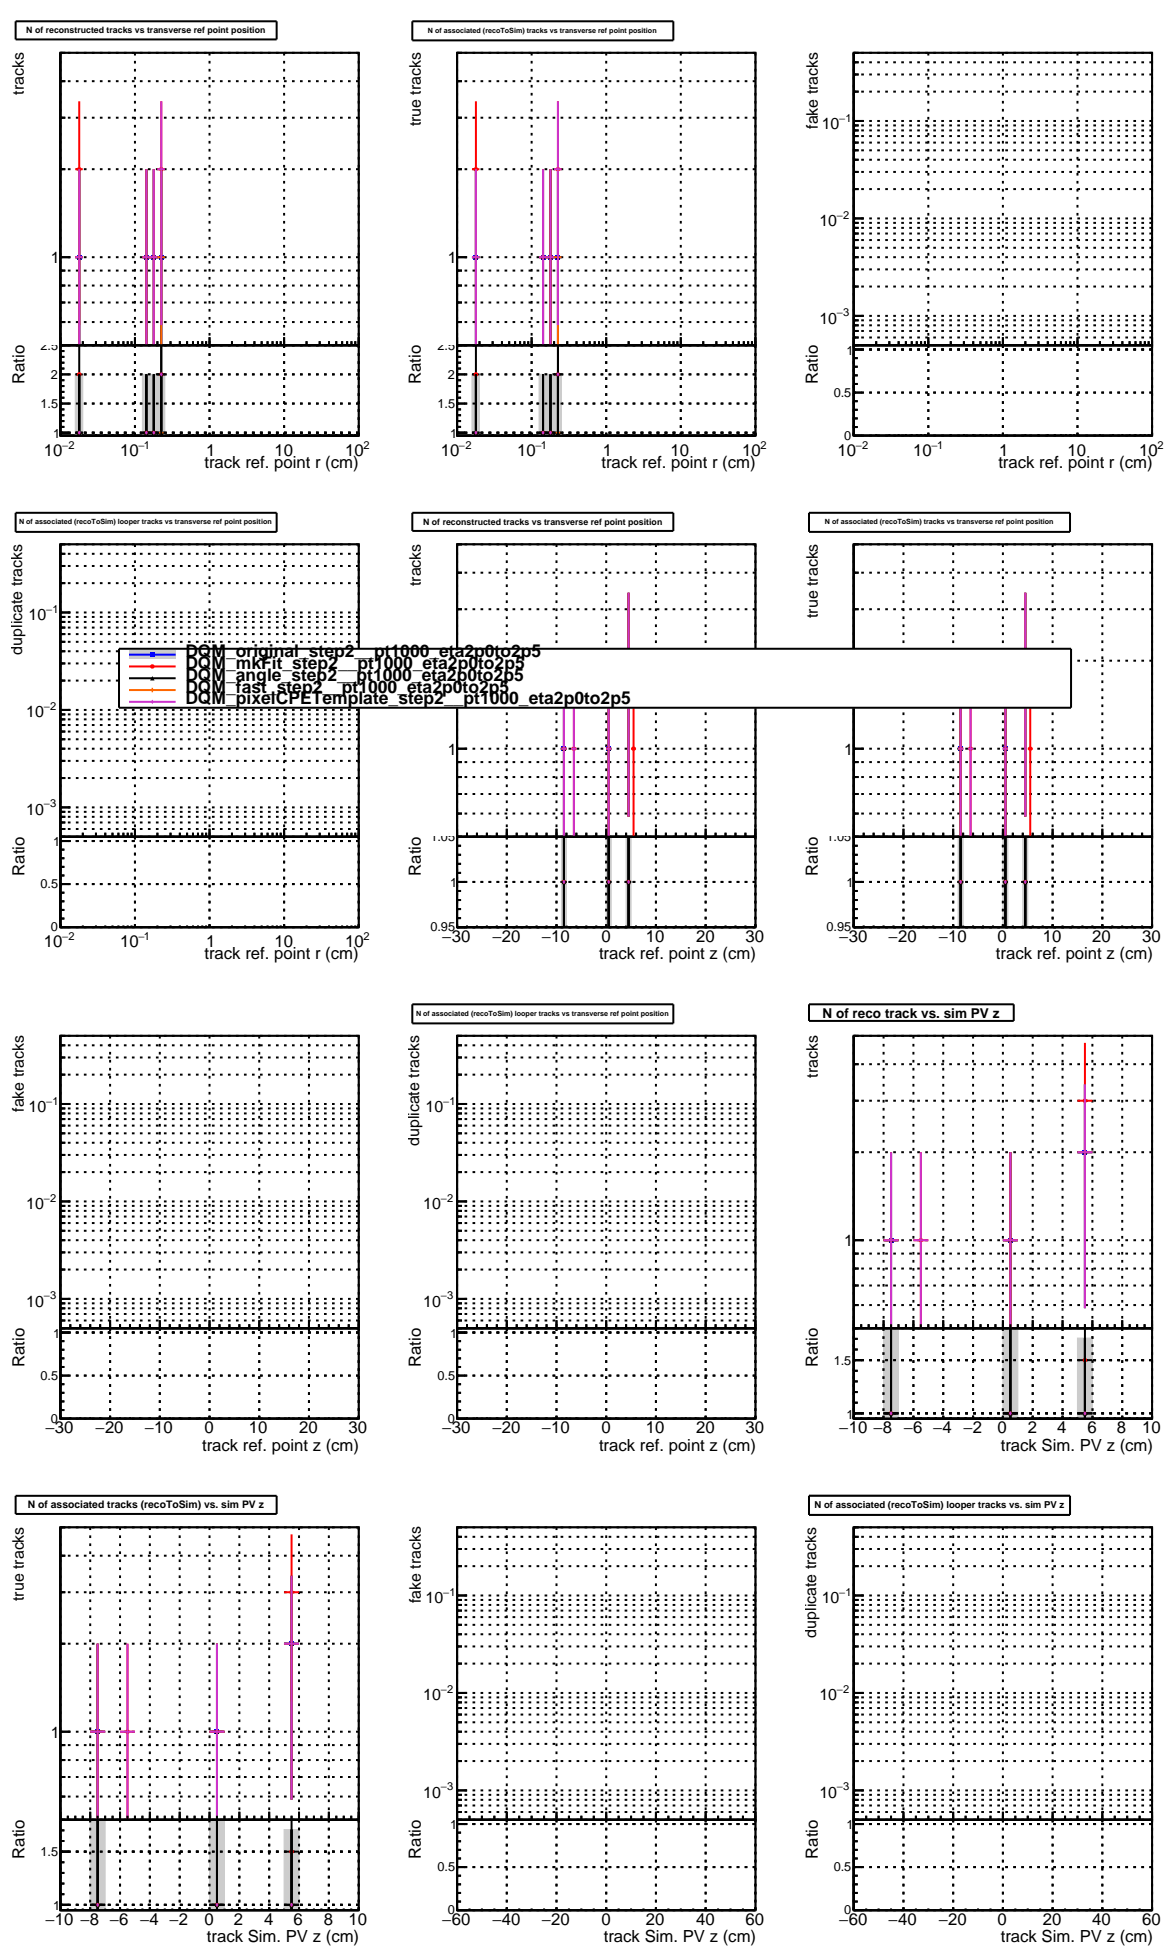 N of reconstructed tracks vs transverse ref point position
tracks
1
Ratio
2.5
2
1.5
1
10−2 10−1 1 10 102
track ref. point r (cm)
N of associated (recoToSim) tracks vs transverse ref point position
true tracks
1
Ratio
2.5
2
1.5
1
10−2 10−1 1 10 102
track ref. point r (cm)
fake tracks
10−1
10−2
10−3
Ratio
1
0.5
0
10−2 10−1 1 10 102
track ref. point r (cm)
N of associated (recoToSim) looper tracks vs transverse ref point position
duplicate tracks
10−1
10−2
10−3
Ratio
1
0.5
0
10−2 10−1 1 10 102
track ref. point r (cm)
N of reconstructed tracks vs transverse ref point position
tracks
1
Ratio
1.05
1
0.95
−30 −20 −10 0 10 20 30
track ref. point z (cm)
N of associated (recoToSim) tracks vs transverse ref point position
true tracks
1
Ratio
1.05
1
0.95
−30 −20 −10 0 10 20 30
track ref. point z (cm)
DQM_original_step2__pt1000_eta2p0to2p5
DQM_mkFit_step2__pt1000_eta2p0to2p5
DQM_angle_step2__pt1000_eta2p0to2p5
DQM_fast_step2__pt1000_eta2p0to2p5
DQM_pixelCPETemplate_step2__pt1000_eta2p0to2p5
fake tracks
10−1
10−2
10−3
Ratio
1
0.5
0
−30 −20 −10 0 10 20 30
track ref. point z (cm)
N of associated (recoToSim) looper tracks vs transverse ref point position
duplicate tracks
10−1
10−2
10−3
Ratio
1
0.5
0
−30 −20 −10 0 10 20 30
track ref. point z (cm)
N of reco track vs. sim PV z
tracks
1
Ratio
1.5
1
−10 −8 −6 −4 −2 0 2 4 6 8 10
track Sim. PV z (cm)
N of associated tracks (recoToSim) vs. sim PV z
true tracks
1
Ratio
1.5
1
−10 −8 −6 −4 −2 0 2 4 6 8 10
track Sim. PV z (cm)
fake tracks
10−1
10−2
10−3
Ratio
1
0.5
0
−60 −40 −20 0 20 40 60
track Sim. PV z (cm)
N of associated (recoToSim) looper tracks vs. sim PV z
duplicate tracks
10−1
10−2
10−3
Ratio
1
0.5
0
−60 −40 −20 0 20 40 60
track Sim. PV z (cm)